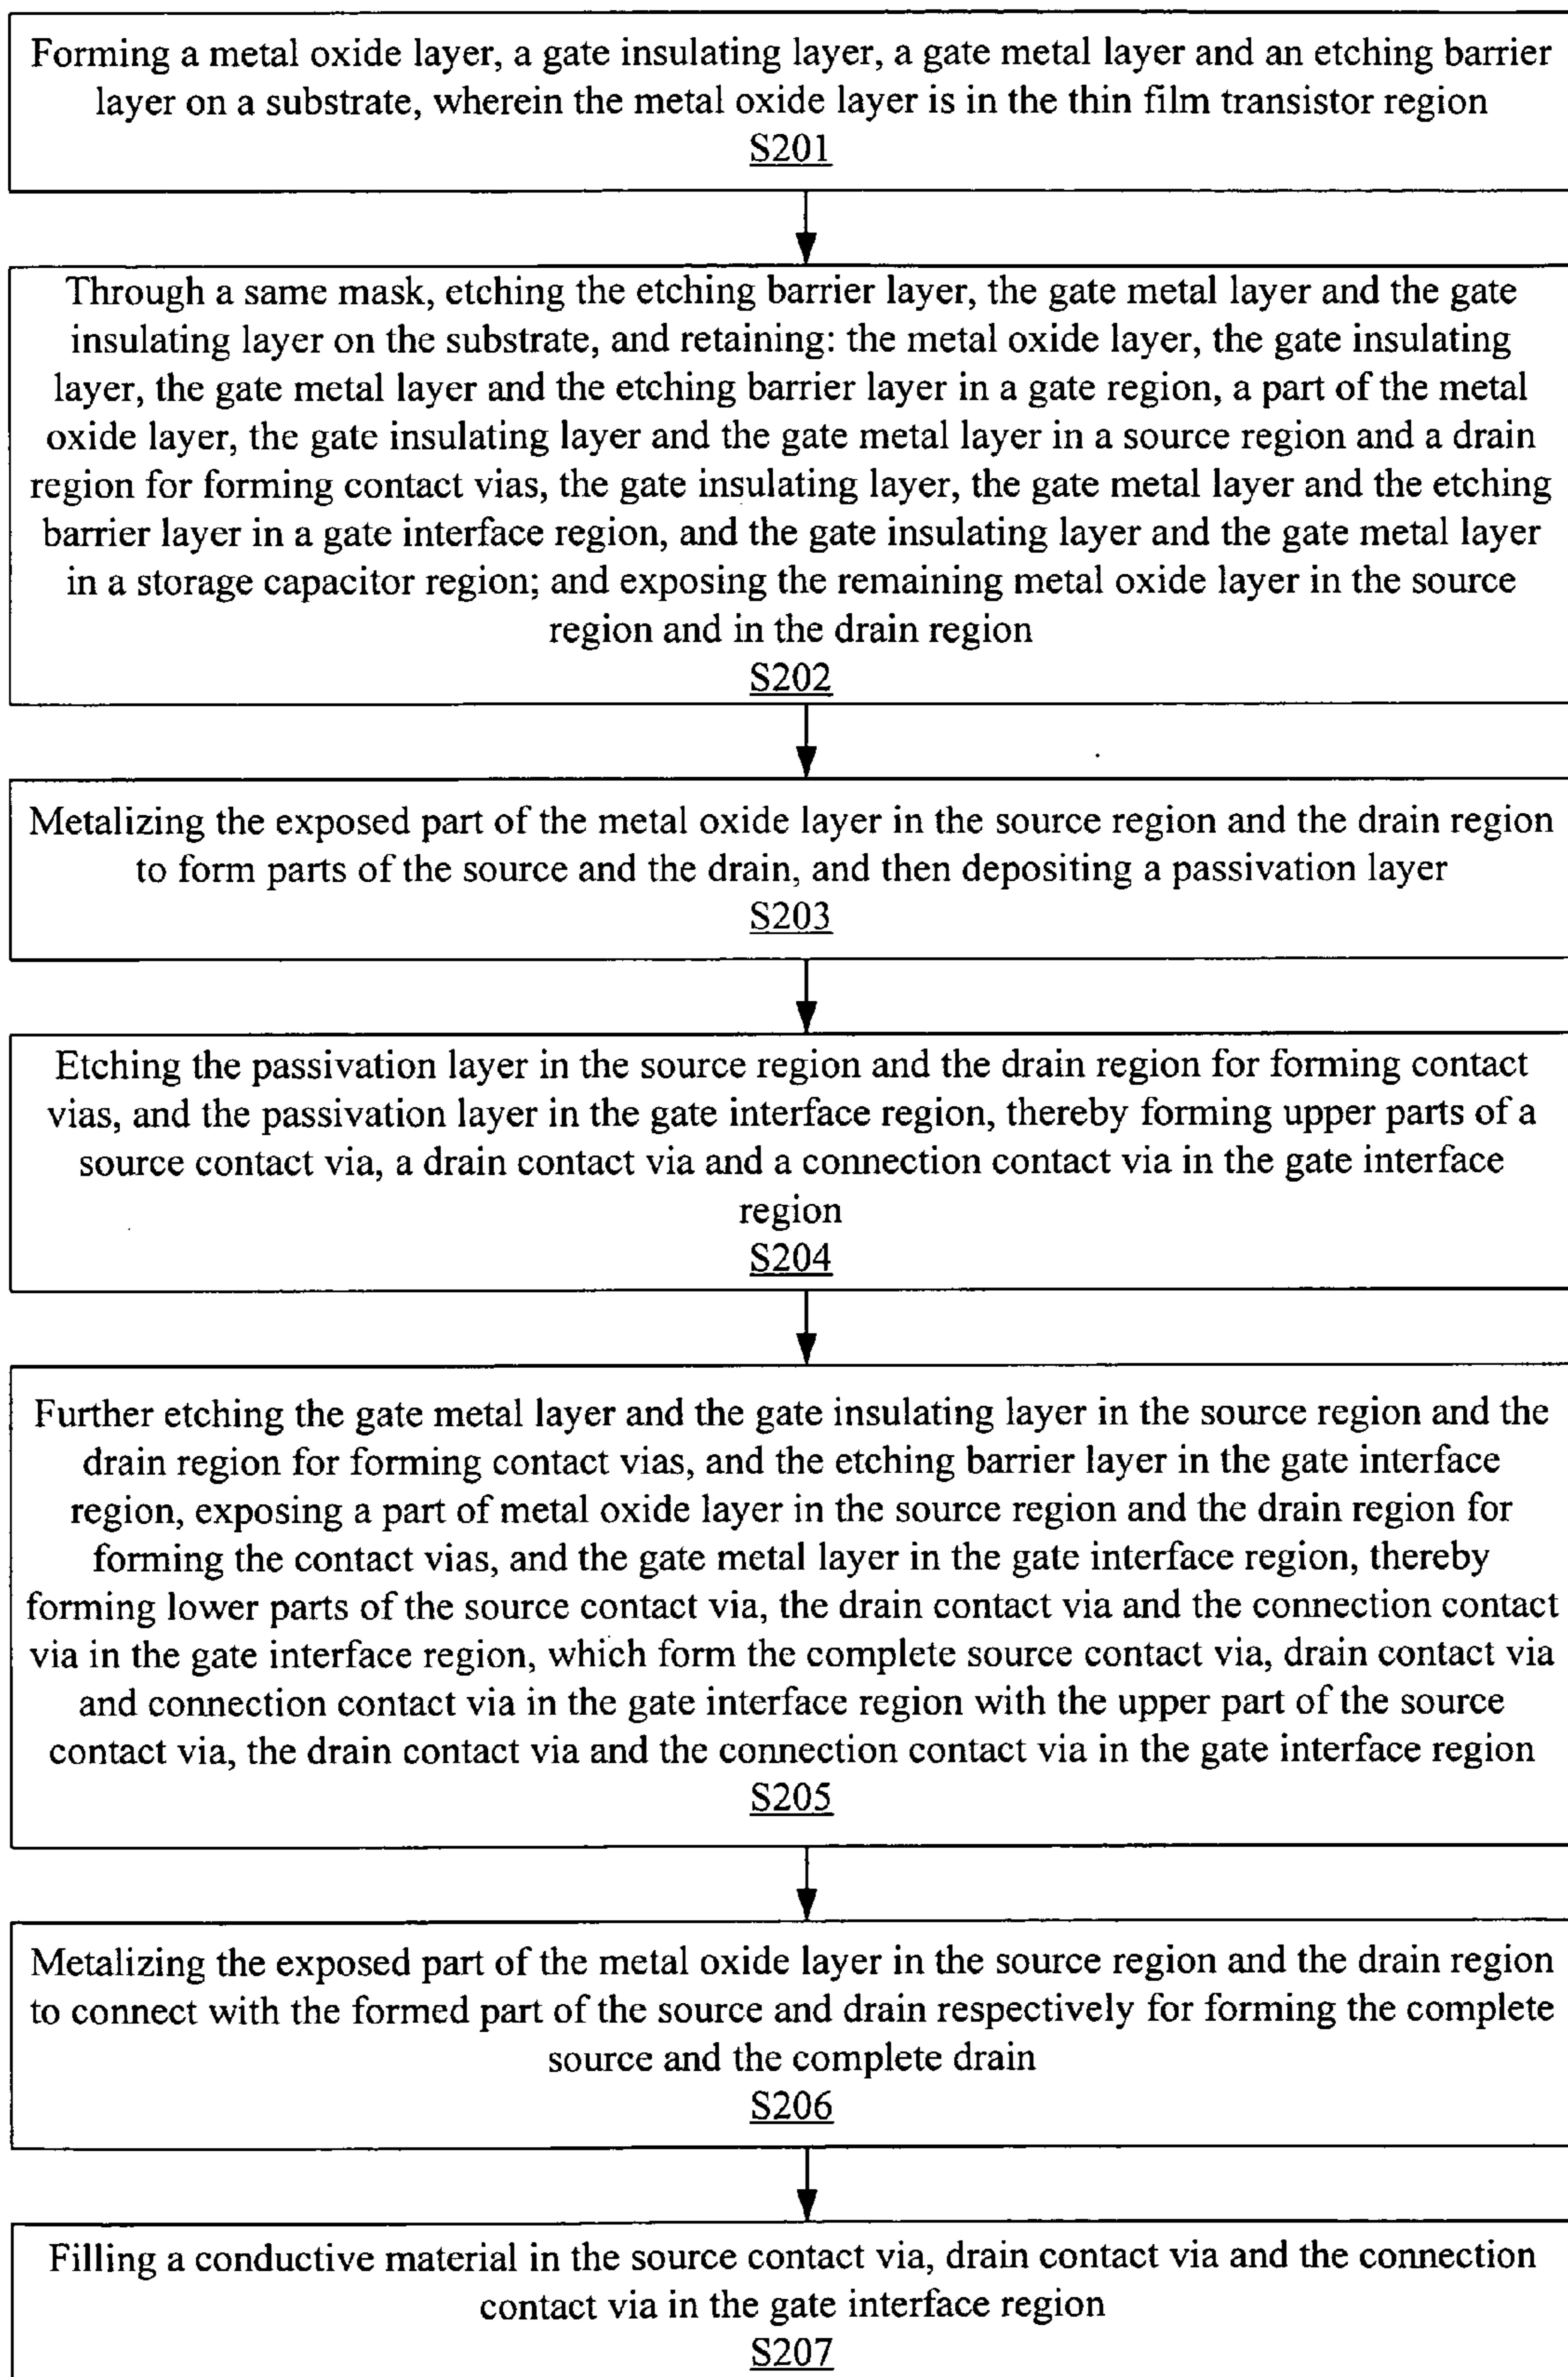 Forming a metal oxide layer, a gate insulating layer, a gate metal layer and an etching barrier
layer on a substrate, wherein the metal oxide layer is in the thin film transistor region
S201
Through a same mask, etching the etching barrier layer, the gate metal layer and the gate
insulating layer on the substrate, and retaining: the metal oxide layer, the gate insulating
layer, the gate metal layer and the etching barrier layer in a gate region, a part of the metal
oxide layer, the gate insulating layer and the gate metal layer in a source region and a drain
region for forming contact vias, the gate insulating layer, the gate metal layer and the etching
barrier layer in a gate interface region, and the gate insulating layer and the gate metal layer
in a storage capacitor region; and exposing the remaining metal oxide layer in the source
region and in the drain region
S202
Metalizing the exposed part of the metal oxide layer in the source region and the drain region
to form parts of the source and the drain, and then depositing a passivation layer
S203
Etching the passivation layer in the source region and the drain region for forming contact
vias, and the passivation layer in the gate interface region, thereby forming upper parts of a
source contact via, a drain contact via and a connection contact via in the gate interface
region
S204
Further etching the gate metal layer and the gate insulating layer in the source region and the
drain region for forming contact vias, and the etching barrier layer in the gate interface
region, exposing a part of metal oxide layer in the source region and the drain region for
forming the contact vias, and the gate metal layer in the gate interface region, thereby
forming lower parts of the source contact via, the drain contact via and the connection contact
via in the gate interface region, which form the complete source contact via, drain contact via
and connection contact via in the gate interface region with the upper part of the source
contact via, the drain contact via and the connection contact via in the gate interface region
S205
Metalizing the exposed part of the metal oxide layer in the source region and the drain region
to connect with the formed part of the source and drain respectively for forming the complete
source and the complete drain
S206
Filling a conductive material in the source contact via, drain contact via and the connection
contact via in the gate interface region
S207